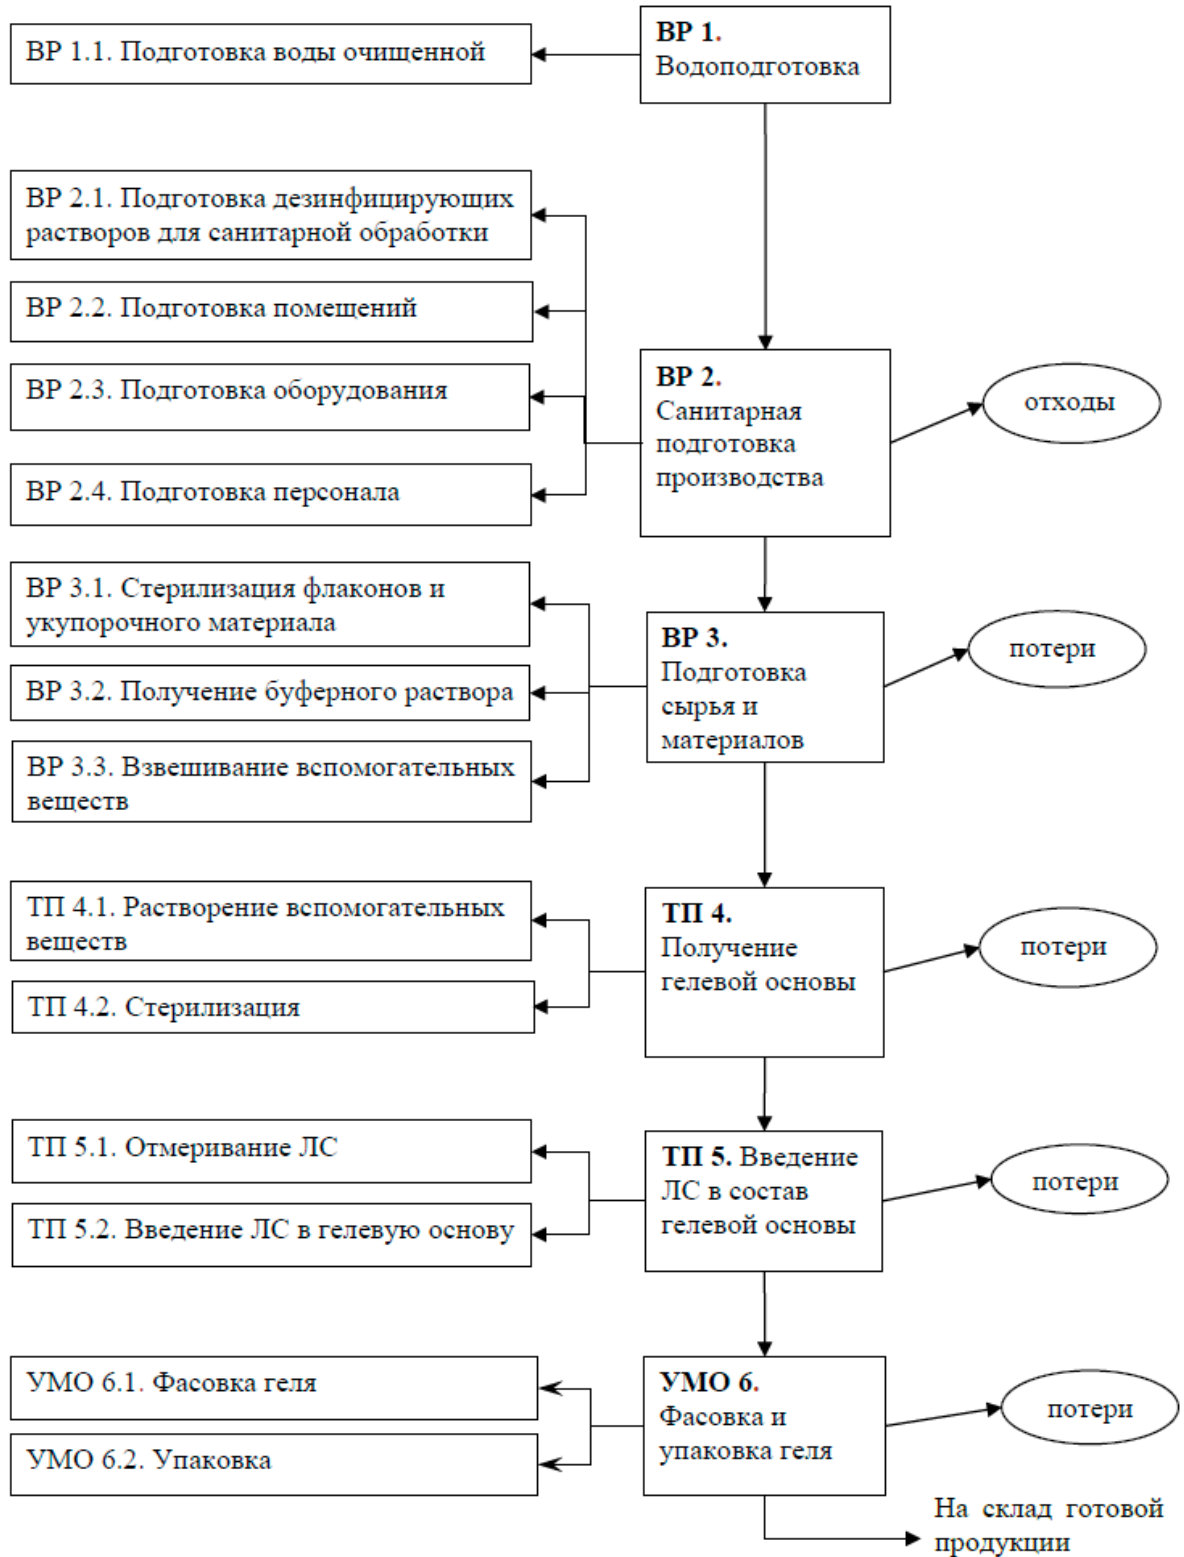 ВР 1.1. Подготовка воды очищенной
ВР 1.
Водоподготовка
ВР 2.1. Подготовка дезинфицирующих
растворов для санитарной обработки
ВР 2.2. Подготовка помещений
ВР 2.3. Подготовка оборудования
ВР 2.4. Подготовка персонала
ВР 2.
Санитарная
подготовка
производства
отходы
ВР 3.1. Стерилизация флаконов и
укупорочного материала
ВР 3.2. Получение буферного раствора
ВР 3.3. Взвешивание вспомогательных
веществ
ВР 3.
Подготовка
сырья и
материалов
потери
ТП 4.1. Растворение вспомогательных
веществ
ТП 4.2. Стерилизация
ТП 4.
Получение
гелевой основы
потери
ТП 5.1. Отмеривание ЛС
ТП 5.2. Введение ЛС в гелевую основу
ТП 5. Введение
ЛС в состав
гелевой основы
потери
УМО 6.1. Фасовка геля
УМО 6.2. Упаковка
УМО 6.
Фасовка и
упаковка геля
потери
На склад готовой
продукции